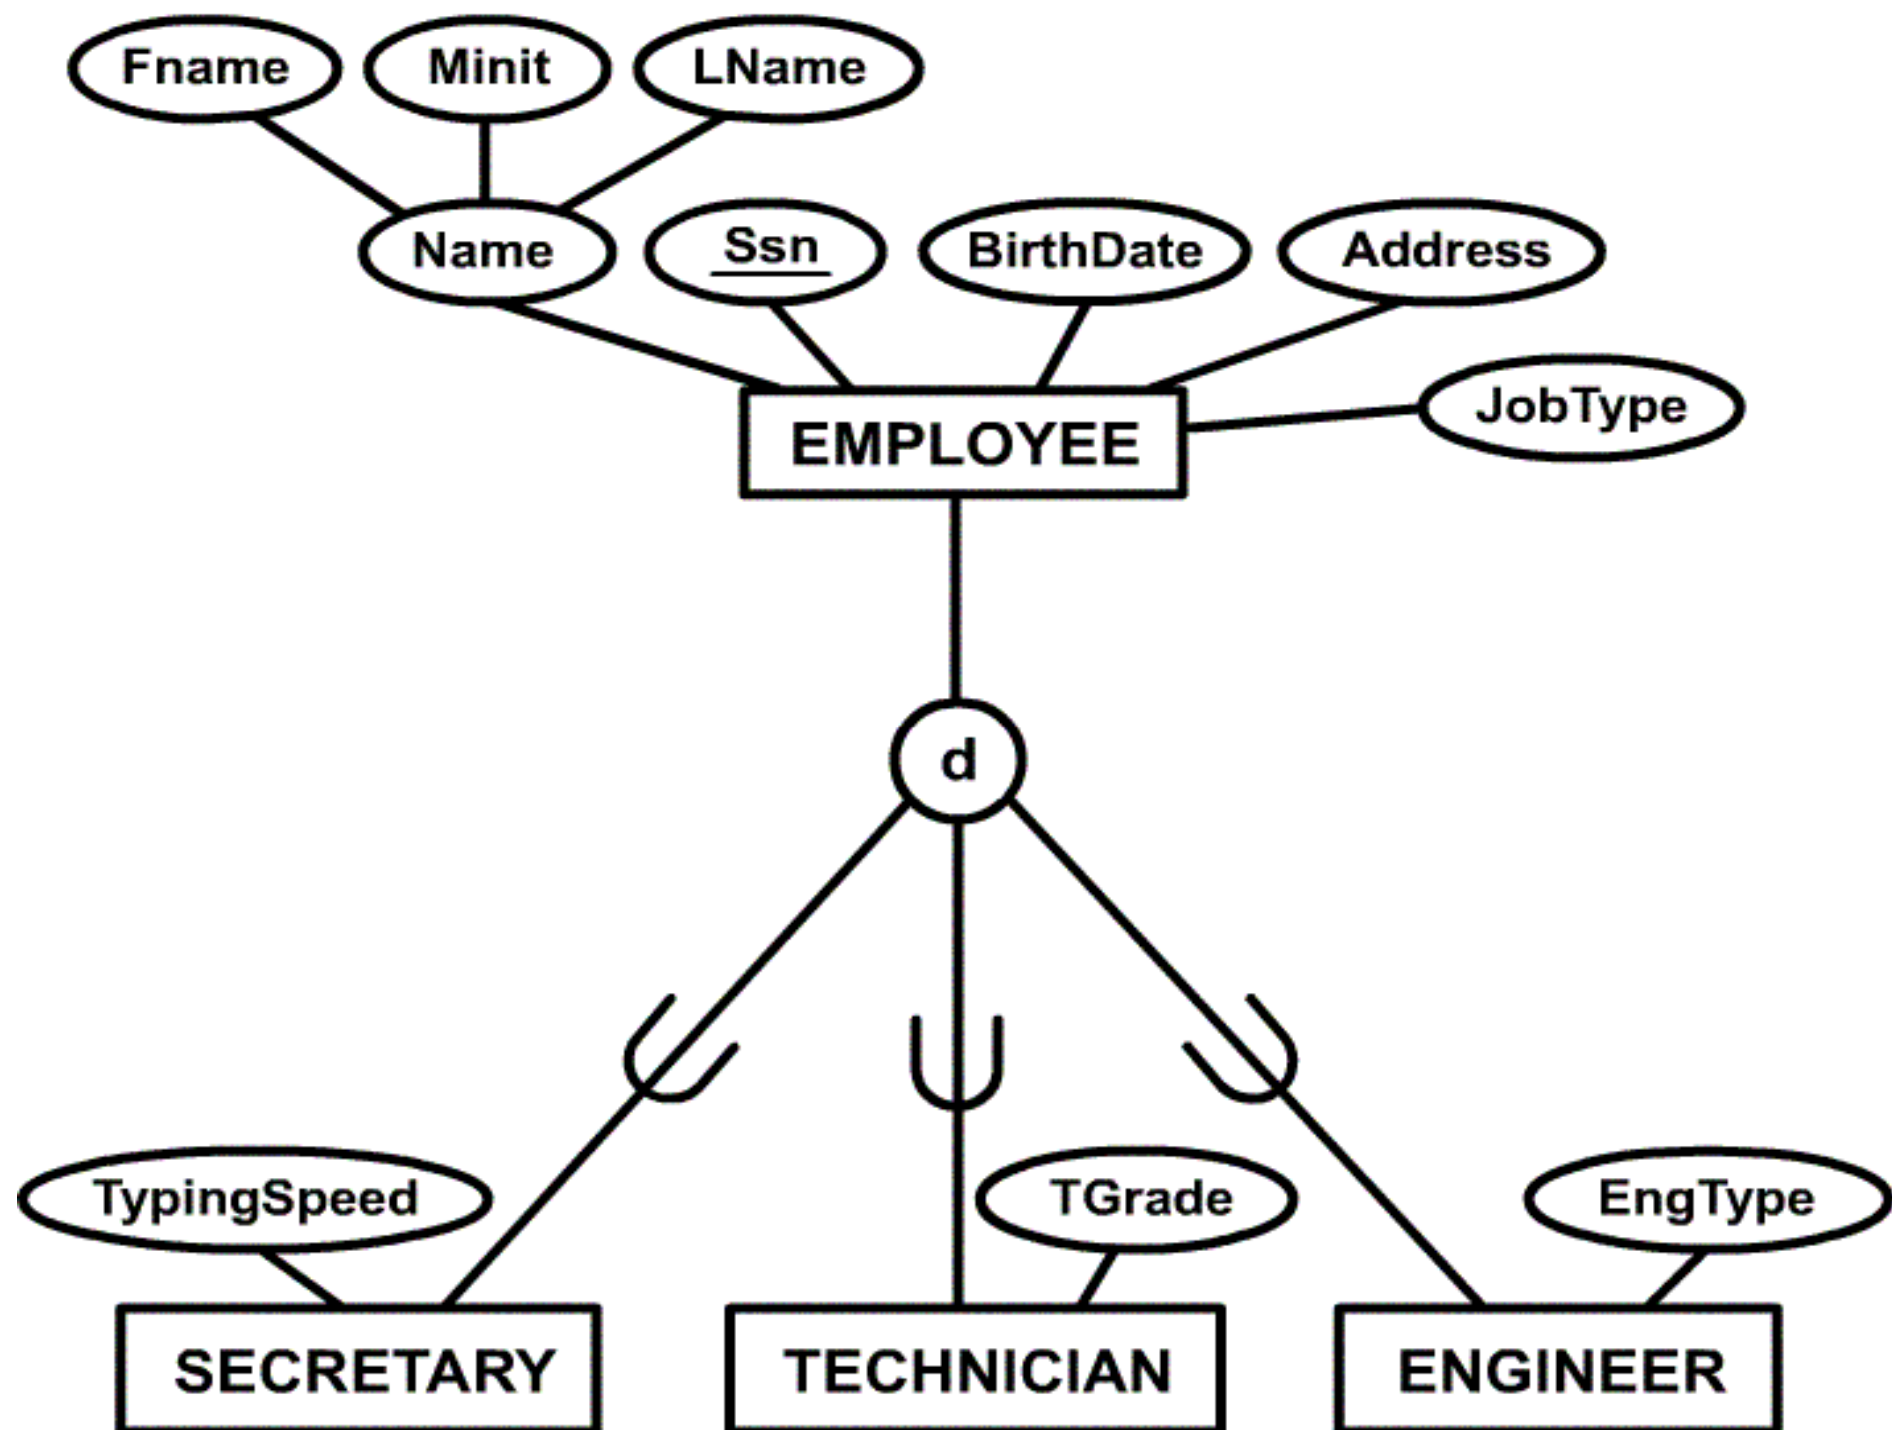 Fname Minit LName
Name Ssn BirthDate Address
JobType
EMPLOYEE
d
TypingSpeed TGrade EngType
SECRETARY TECHNICIAN ENGINEER